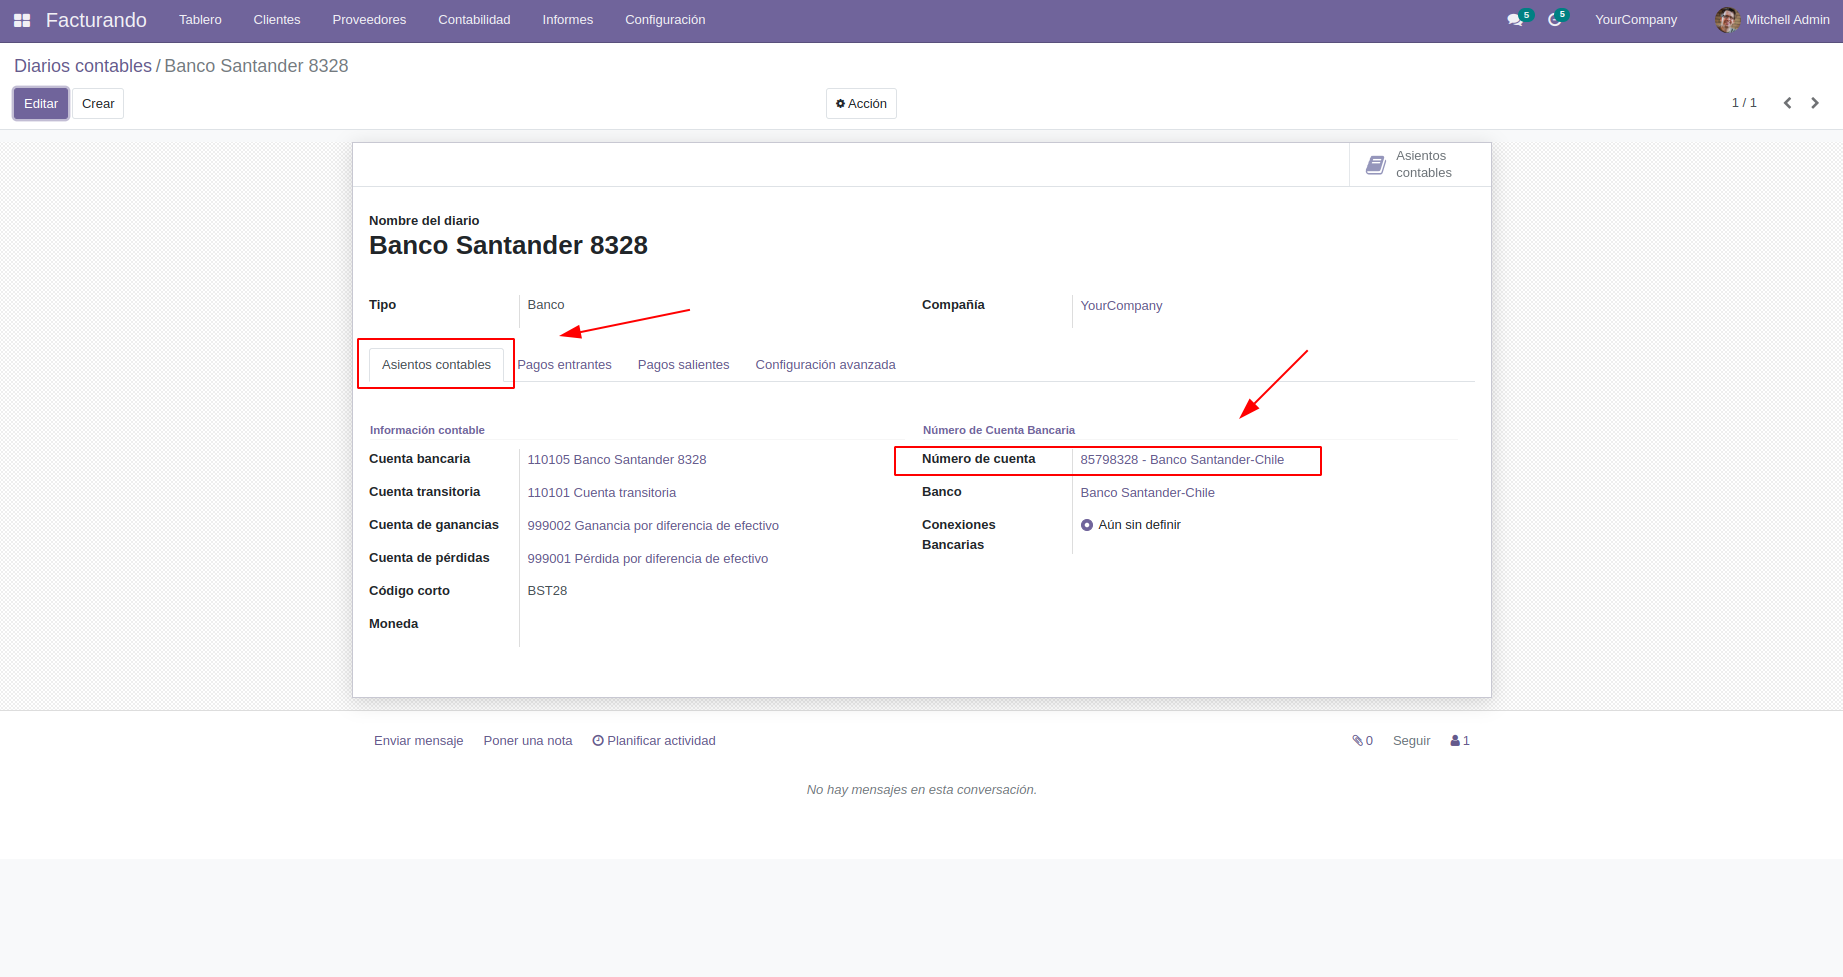 Facturando Tablero Clientes Proveedores Contabilidad Informes Configuración 5 5 YourCompany Mitchell Admin
Diarios contables / Banco Santander 8328
Editar Crear Acción 1 / 1
Asientos
contables
Nombre del diario
Banco Santander 8328
Tipo Banco Compañía YourCompany
Asientos contables Pagos entrantes Pagos salientes Configuración avanzada
Información contable Número de Cuenta Bancaria
Cuenta bancaria 110105 Banco Santander 8328 Número de cuenta 85798328 - Banco Santander-Chile
Cuenta transitoria 110101 Cuenta transitoria Banco Banco Santander-Chile
Cuenta de ganancias 999002 Ganancia por diferencia de efectivo Conexiones Aún sin definir
Bancarias
Cuenta de pérdidas 999001 Pérdida por diferencia de efectivo
Código corto BST28
Moneda
Enviar mensaje Poner una nota Planificar actividad 0 Seguir 1
No hay mensajes en esta conversación.